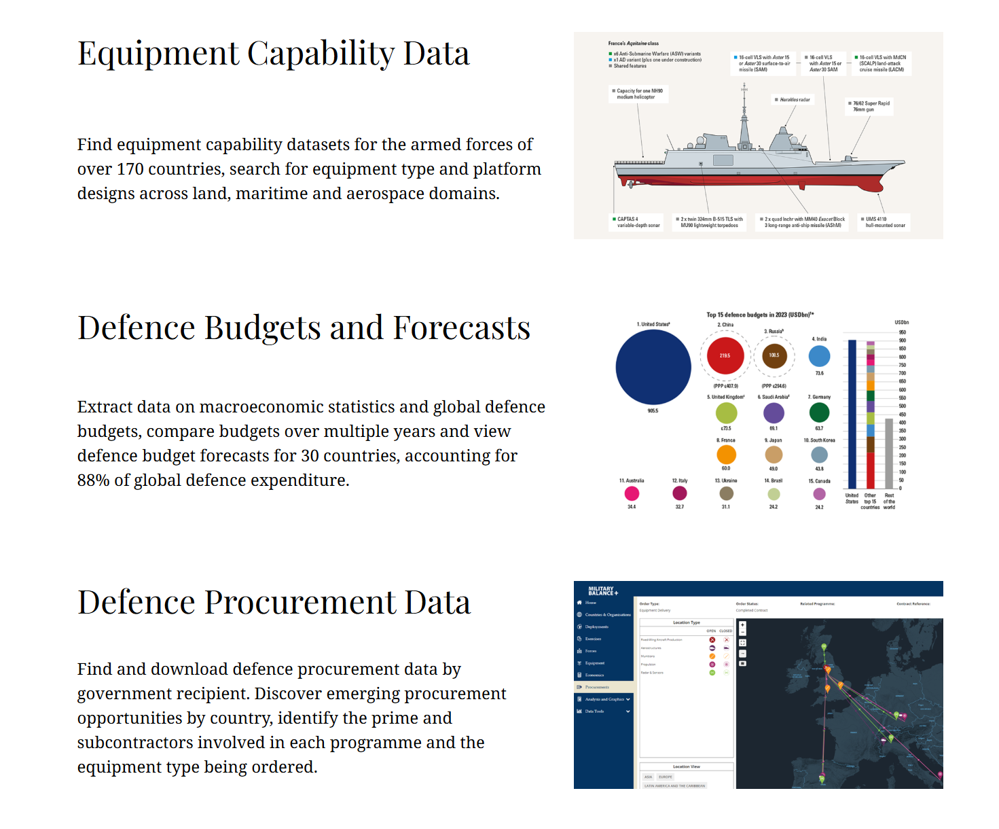 Equipment Capability Data
Find equipment capability datasets for the armed forces of
over 170 countries, search for equipment type and platform
designs across land, maritime and aerospace domains.
France's Aquitaine class
x6 Anti-Submarine Warfare (ASW) variants
x1 AD variant (plus one under construction)
Shared features
16-cell VLS with Aster 15
or Aster 30 surface-to-air
missile (SAM)
16-cell VLS
with Aster 15 or
Aster 30 SAM
16-cell VLS with MdCN
(SCALP) land-attack
cruise missile (LACM)
Capacity for one NH90
medium helicopter
Herakles radar
76/62 Super Rapid
76mm gun
CAPTAS 4
variable-depth sonar
2 x twin 324mm B-515 TLS with
MU90 lightweight torpedoes
2 x quad lnchr with MM40 Exocet Block
3 long-range anti-ship missile (AShM)
UMS 4110
hull-mounted sonar
Defence Budgets and Forecasts
Extract data on macroeconomic statistics and global defence
budgets, compare budgets over multiple years and view
defence budget forecasts for 30 countries, accounting for
88% of global defence expenditure.
Top 15 defence budgets in 2023 (USDbn)†*
1. United States
905.5
2. China
219.5
(PPP ε407.9)
3. Russia
108.5
(PPP ε294.6)
4. India
73.6
5. United Kingdom
ε73.5
6. Saudi Arabia
69.1
7. Germany
63.7
8. France
60.0
9. Japan
49.0
10. South Korea
43.8
11. Australia
34.4
12. Italy
32.7
13. Ukraine
31.1
14. Brazil
24.2
15. Canada
24.2
USDbn
950
900
850
800
750
700
650
600
550
500
450
400
350
300
250
200
150
100
50
0
United
States
Other
top 15
countries
Rest
of the
world
Defence Procurement Data
Find and download defence procurement data by
government recipient. Discover emerging procurement
opportunities by country, identify the prime and
subcontractors involved in each programme and the
equipment type being ordered.
MILITARY
BALANCE+
Home
Countries & Organisations
Deployments
Exercises
Forces
Equipment
Economics
Procurements
Analysis and Graphics
Data Tools
Order Type:
Equipment Delivery
Order Status:
Completed Contract
Related Programme:
Contract Reference:
Location Type
OPEN CLOSED
Fixed-Wing Aircraft Production
Aerostructures
Munitions
Propulsion
Radar & Sensors
Location View
ASIA
EUROPE
LATIN AMERICA AND THE CARIBBEAN